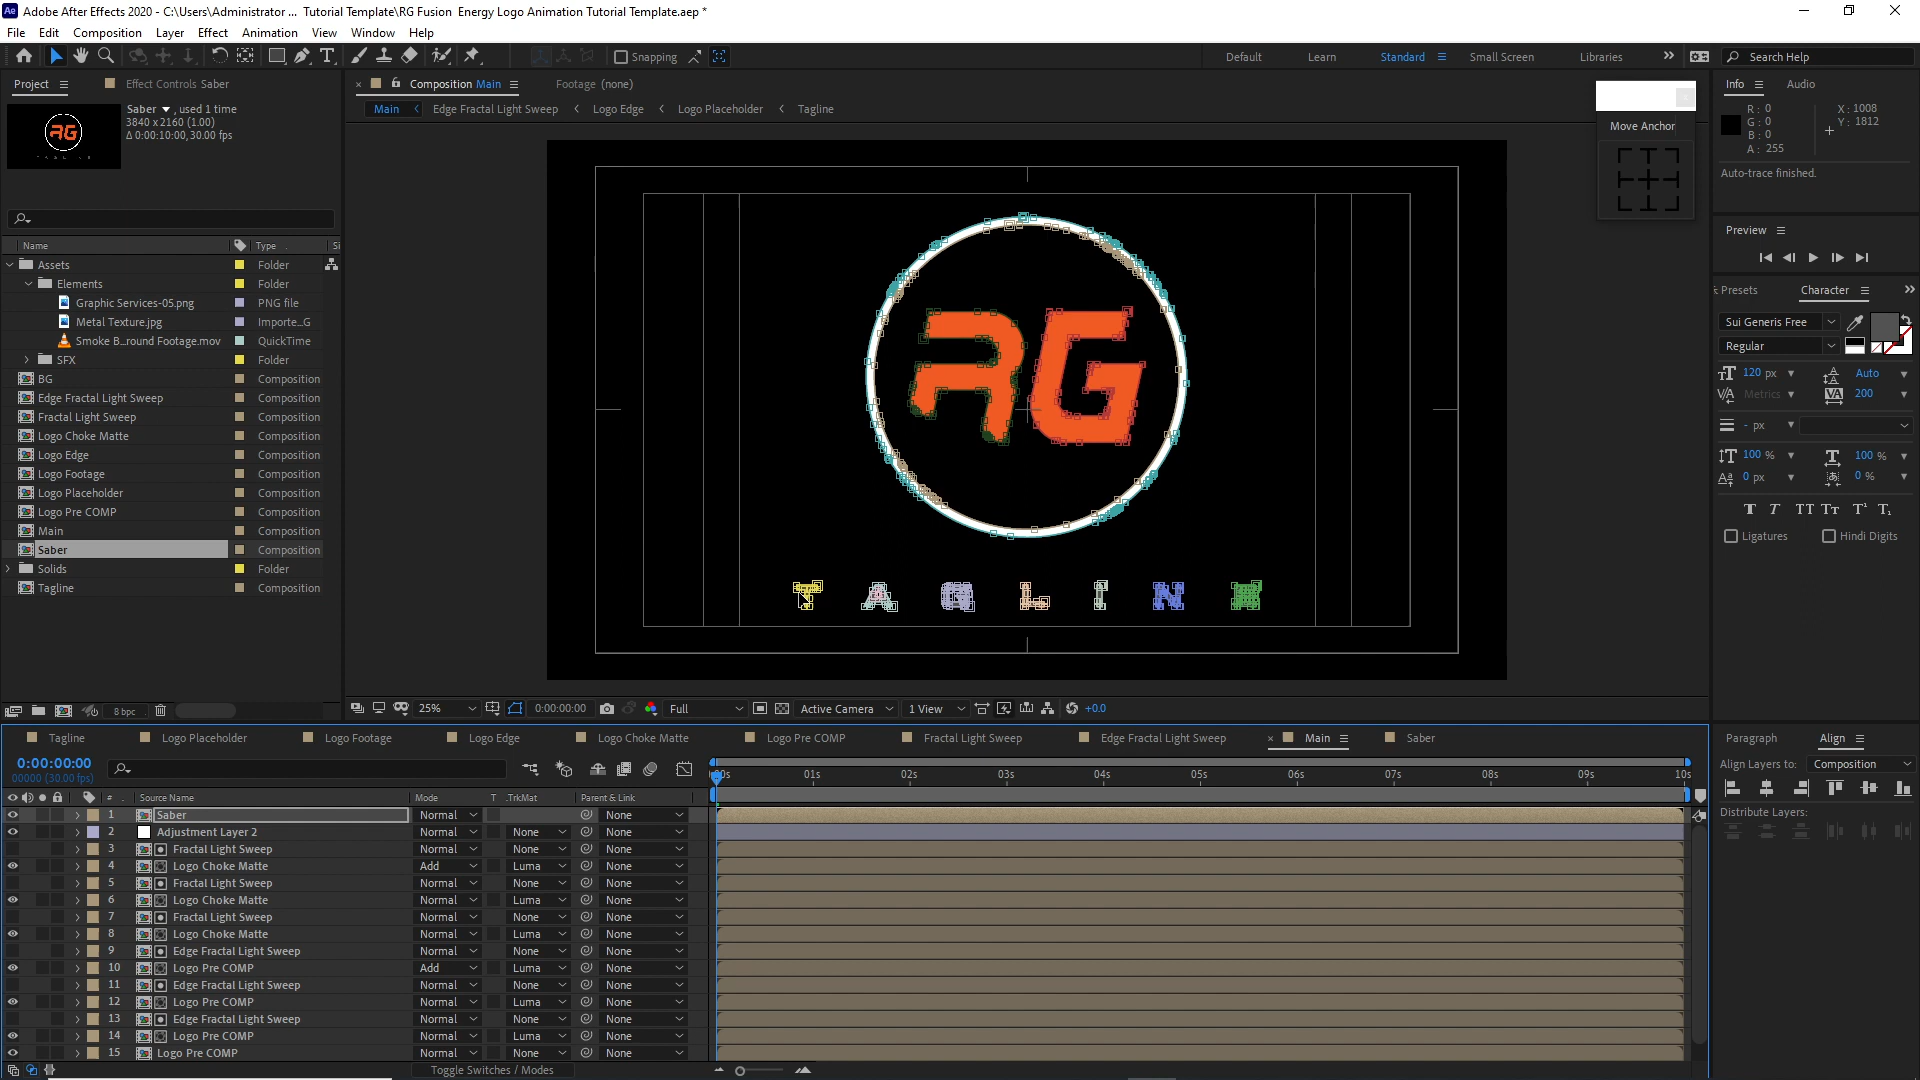 Adobe After Effects 2020 - C:\Users\Administrator ... Tutorial Template\RG Fusion Energy Logo Animation Tutorial Template.aep *
File Edit Composition Layer Effect Animation View Window Help
Snapping Default Learn Standard Small Screen Libraries Search Help
Project Effect Controls Saber Composition Main Footage (none) Info Audio
Saber , used 1 time
3840 x 2160 (1.00)
Δ 0:00:10:00, 30.00 fps
Main Edge Fractal Light Sweep Logo Edge Logo Placeholder Tagline
Move Anchor
R: 0 X: 1008
G: 0 Y: 1812
B: 0
A: 255
Auto-trace finished.
Preview
Presets Character
Sui Generis Free
Regular
120 px Auto
Metrics 200
- px
100 % 100 %
0 px 0 %
Ligatures Hindi Digits
Name Type Si
Assets Folder
Elements Folder
Graphic Services-05.png PNG file
Metal Texture.jpg Importe...G
Smoke B...round Footage.mov QuickTime
SFX Folder
BG Composition
Edge Fractal Light Sweep Composition
Fractal Light Sweep Composition
Logo Choke Matte Composition
Logo Edge Composition
Logo Footage Composition
Logo Placeholder Composition
Logo Pre COMP Composition
Main Composition
Saber Composition
Solids Folder
Tagline Composition
RG
TAGLINE
8 bpc
25% 0:00:00:00 Full Active Camera 1 View +0.0
Tagline Logo Placeholder Logo Footage Logo Edge Logo Choke Matte Logo Pre COMP Fractal Light Sweep Edge Fractal Light Sweep Main Saber
0:00:00:00
00000 (30.00 fps)
00s 01s 02s 03s 04s 05s 06s 07s 08s 09s 10s
# Source Name Mode T .TrkMat Parent & Link
1 Saber Normal None
2 Adjustment Layer 2 Normal None None
3 Fractal Light Sweep Normal None None
4 Logo Choke Matte Add Luma None
5 Fractal Light Sweep Normal None None
6 Logo Choke Matte Normal Luma None
7 Fractal Light Sweep Normal None None
8 Logo Choke Matte Normal Luma None
9 Edge Fractal Light Sweep Normal None None
10 Logo Pre COMP Add Luma None
11 Edge Fractal Light Sweep Normal None None
12 Logo Pre COMP Normal Luma None
13 Edge Fractal Light Sweep Normal None None
14 Logo Pre COMP Normal Luma None
15 Logo Pre COMP Normal None None
Toggle Switches / Modes
Paragraph Align
Align Layers to: Composition
Distribute Layers: